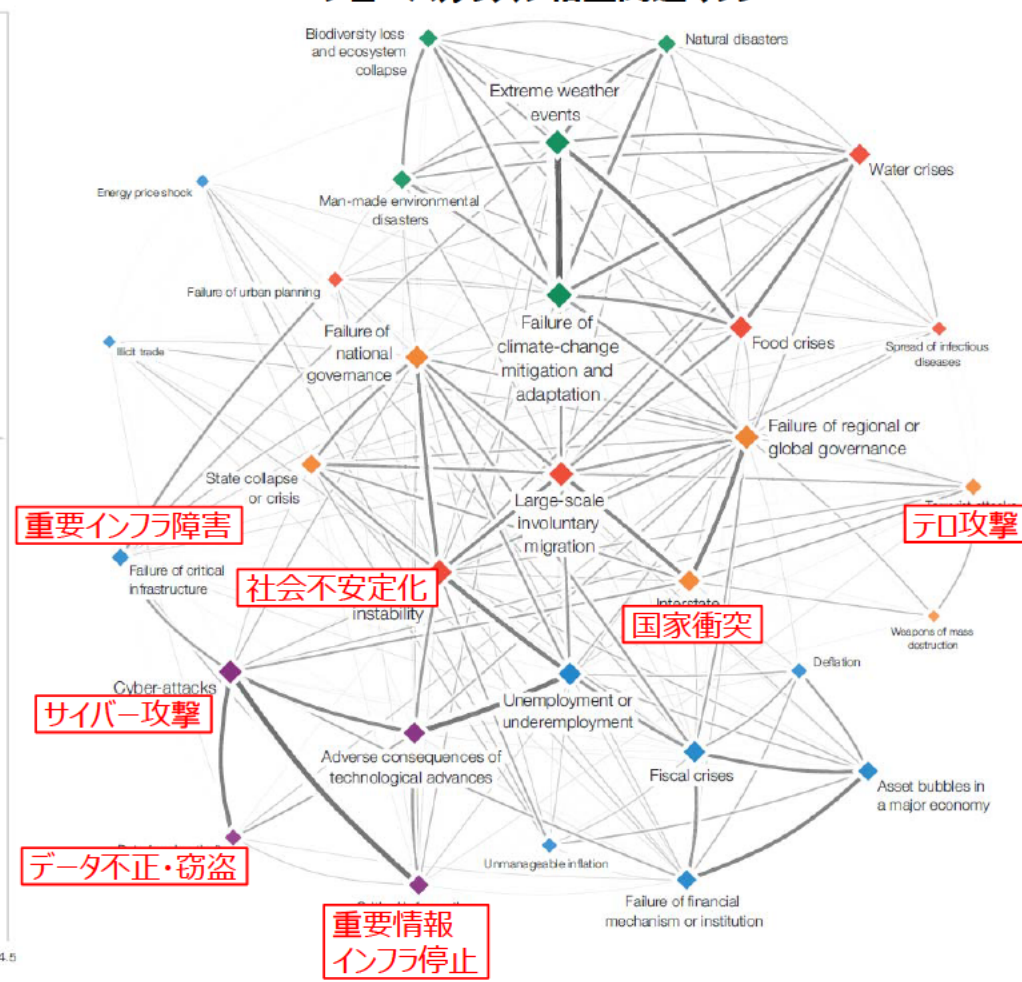 Biodiversity loss
and ecosystem
collapse
Natural disasters
Extreme weather
events
Water crises
Energy price shock
Man-made environmental
disasters
Failure of urban planning
Failure of
climate-change
mitigation and
adaptation
Food crises
Spread of infectious
diseases
Illicit trade
Failure of
national
governance
Failure of regional or
global governance
State collapse
or crisis
Large-scale
involuntary
migration
重要インフラ障害
テロ攻撃
Failure of critical
infrastructure
社会不安定化
instability
国家衝突
Weapons of mass
destruction
Cyber-attacks
サイバー攻撃
Deflation
Unemployment or
underemployment
Adverse consequences of
technological advances
Fiscal crises
Asset bubbles in
a major economy
データ不正・窃盗
Unmanageable inflation
重要情報
インフラ停止
Failure of financial
mechanism or institution
4.5